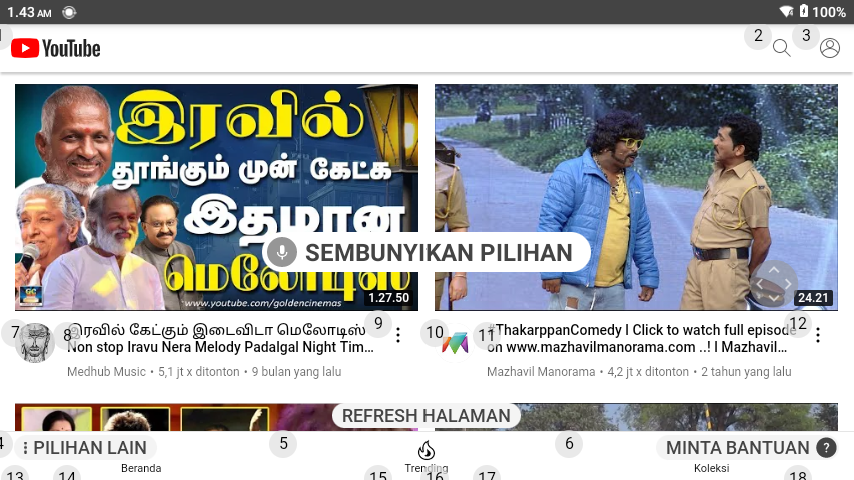 1.43 AM
100%
YouTube
2
3
இரவில்
தூங்கும் முன் கேட்க
இதமான
மெலோடிஸ்
www.youtube.com/goldencinemas
1.27.50
24.21
SEMBUNYIKAN PILIHAN
7
8
இரவில் கேட்கும் இடைவிடா மெலோடிஸ்
Non stop Iravu Nera Melody Padalgal Night Tim...
Medhub Music • 5,1 jt x ditonton • 9 bulan yang lalu
9
10
11
#ThakarppanComedy I Click to watch full episode
on www.mazhavilmanorama.com ..! I Mazhavil...
Mazhavil Manorama • 4,2 jt x ditonton • 2 tahun yang lalu
12
REFRESH HALAMAN
4
PILIHAN LAIN
5
6
MINTA BANTUAN
?
Beranda
Trending
Koleksi
13
14
15
16
17
18